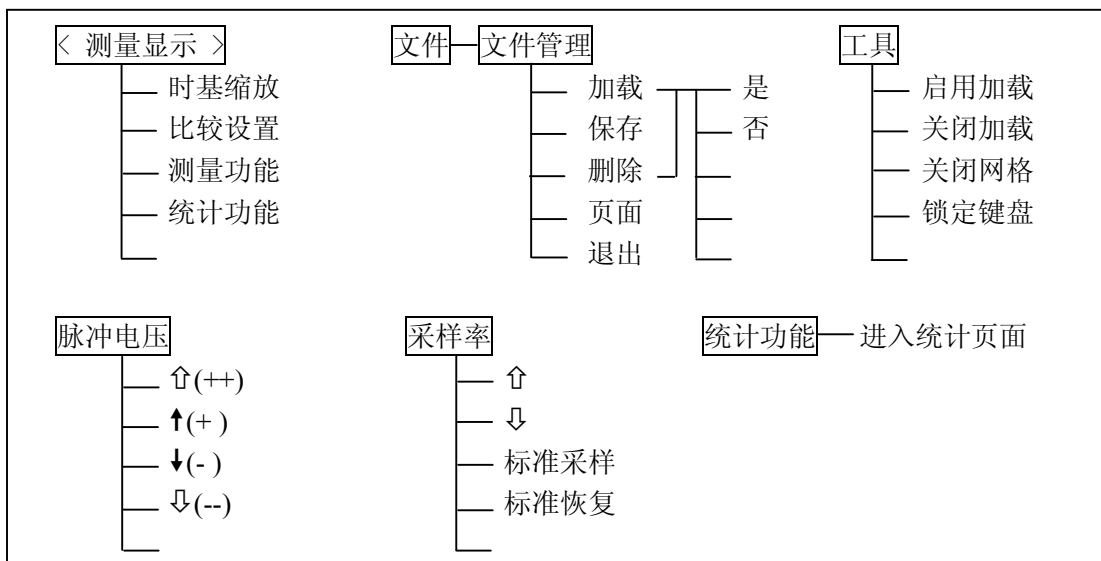 < 测量显示 >
时基缩放
比较设置
测量功能
统计功能
文件 文件管理
加载
保存
删除
页面
退出
是
否
工具
启用加载
关闭加载
关闭网格
锁定键盘
脉冲电压
⇧(++)
↑(+ )
↓(- )
⇩(--)
采样率
⇧
⇩
标准采样
标准恢复
统计功能 进入统计页面